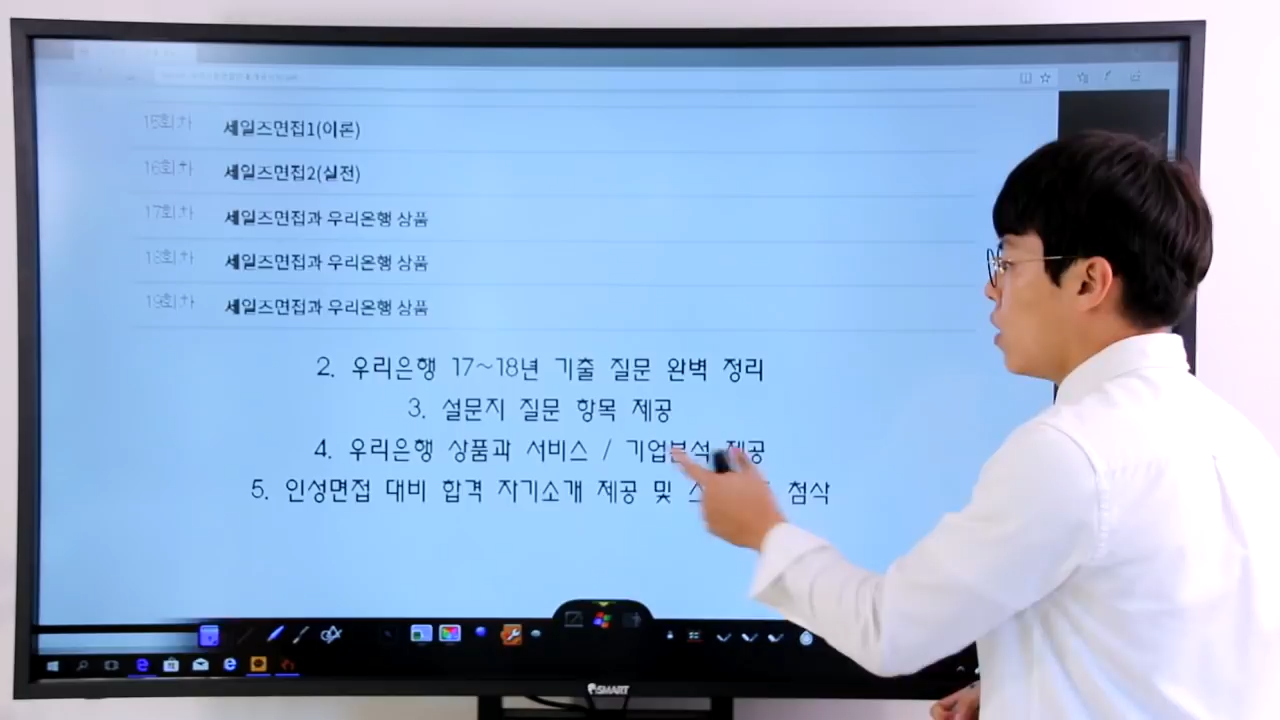 15회차 세일즈면접1(이론)
16회차 세일즈면접2(실전)
17회차 세일즈면접과 우리은행 상품
18회차 세일즈면접과 우리은행 상품
19회차 세일즈면접과 우리은행 상품
2. 우리은행 17~18년 기출 질문 완벽 정리
3. 설문지 질문 항목 제공
4. 우리은행 상품과 서비스 / 기업분석 제공
5. 인성면접 대비 합격 자기소개 제공 및 첨삭
SMART